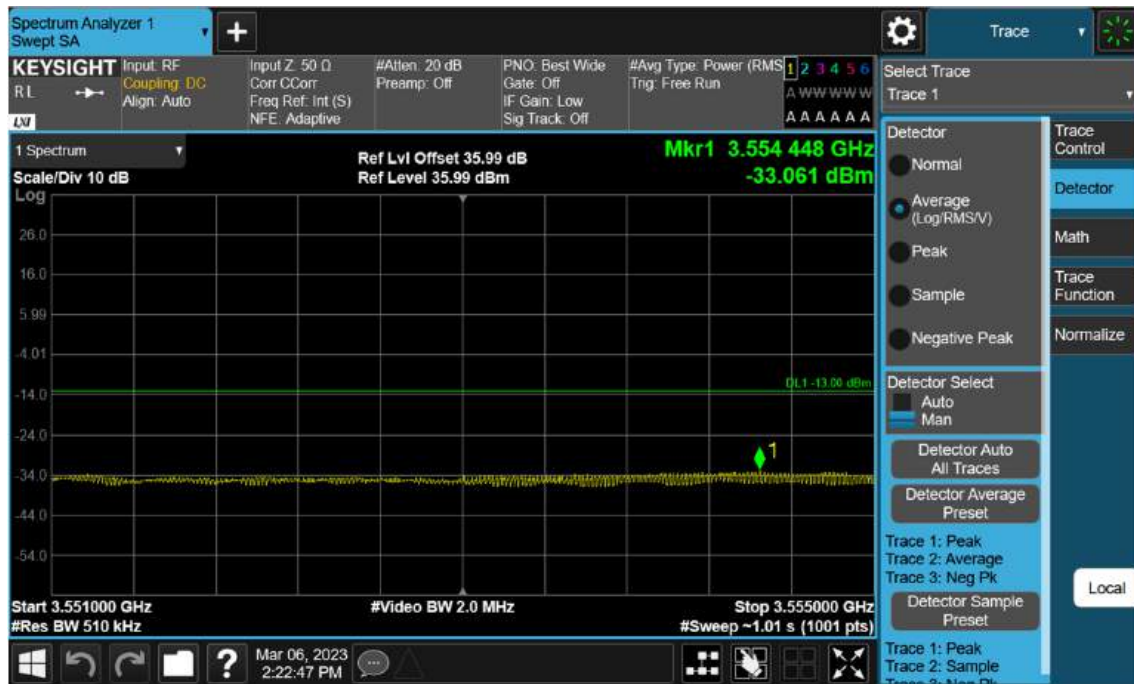 Spectrum Analyzer 1
Swept SA
+
Trace
KEYSIGHT
RL
LXI
Input: RF
Coupling: DC
Align: Auto
Input Z: 50 Ω
Corr CCorr
Freq Ref: Int (S)
NFE: Adaptive
#Atten: 20 dB
Preamp: Off
PNO: Best Wide
Gate: Off
IF Gain: Low
Sig Track: Off
#Avg Type: Power (RMS
Trig: Free Run
1 2 3 4 5 6
A W W W W W
A A A A A A
Select Trace
Trace 1
1 Spectrum
Scale/Div 10 dB
Log
Ref Lvl Offset 35.99 dB
Ref Level 35.99 dBm
Mkr1 3.554 448 GHz
-33.061 dBm
26.0
16.0
5.99
-4.01
-14.0
-24.0
-34.0
-44.0
-54.0
DL1 -13.00 dBm
1
Start 3.551000 GHz
#Res BW 510 kHz
#Video BW 2.0 MHz
Stop 3.555000 GHz
#Sweep ~1.01 s (1001 pts)
Detector
Normal
Average
(Log/RMS/V)
Peak
Sample
Negative Peak
Detector Select
Auto
Man
Detector Auto
All Traces
Detector Average
Preset
Trace 1: Peak
Trace 2: Average
Trace 3: Neg Pk
Detector Sample
Preset
Trace 1: Peak
Trace 2: Sample
Trace 3: Neg Pk
Trace
Control
Detector
Math
Trace
Function
Normalize
Local
?
Mar 06, 2023
2:22:47 PM